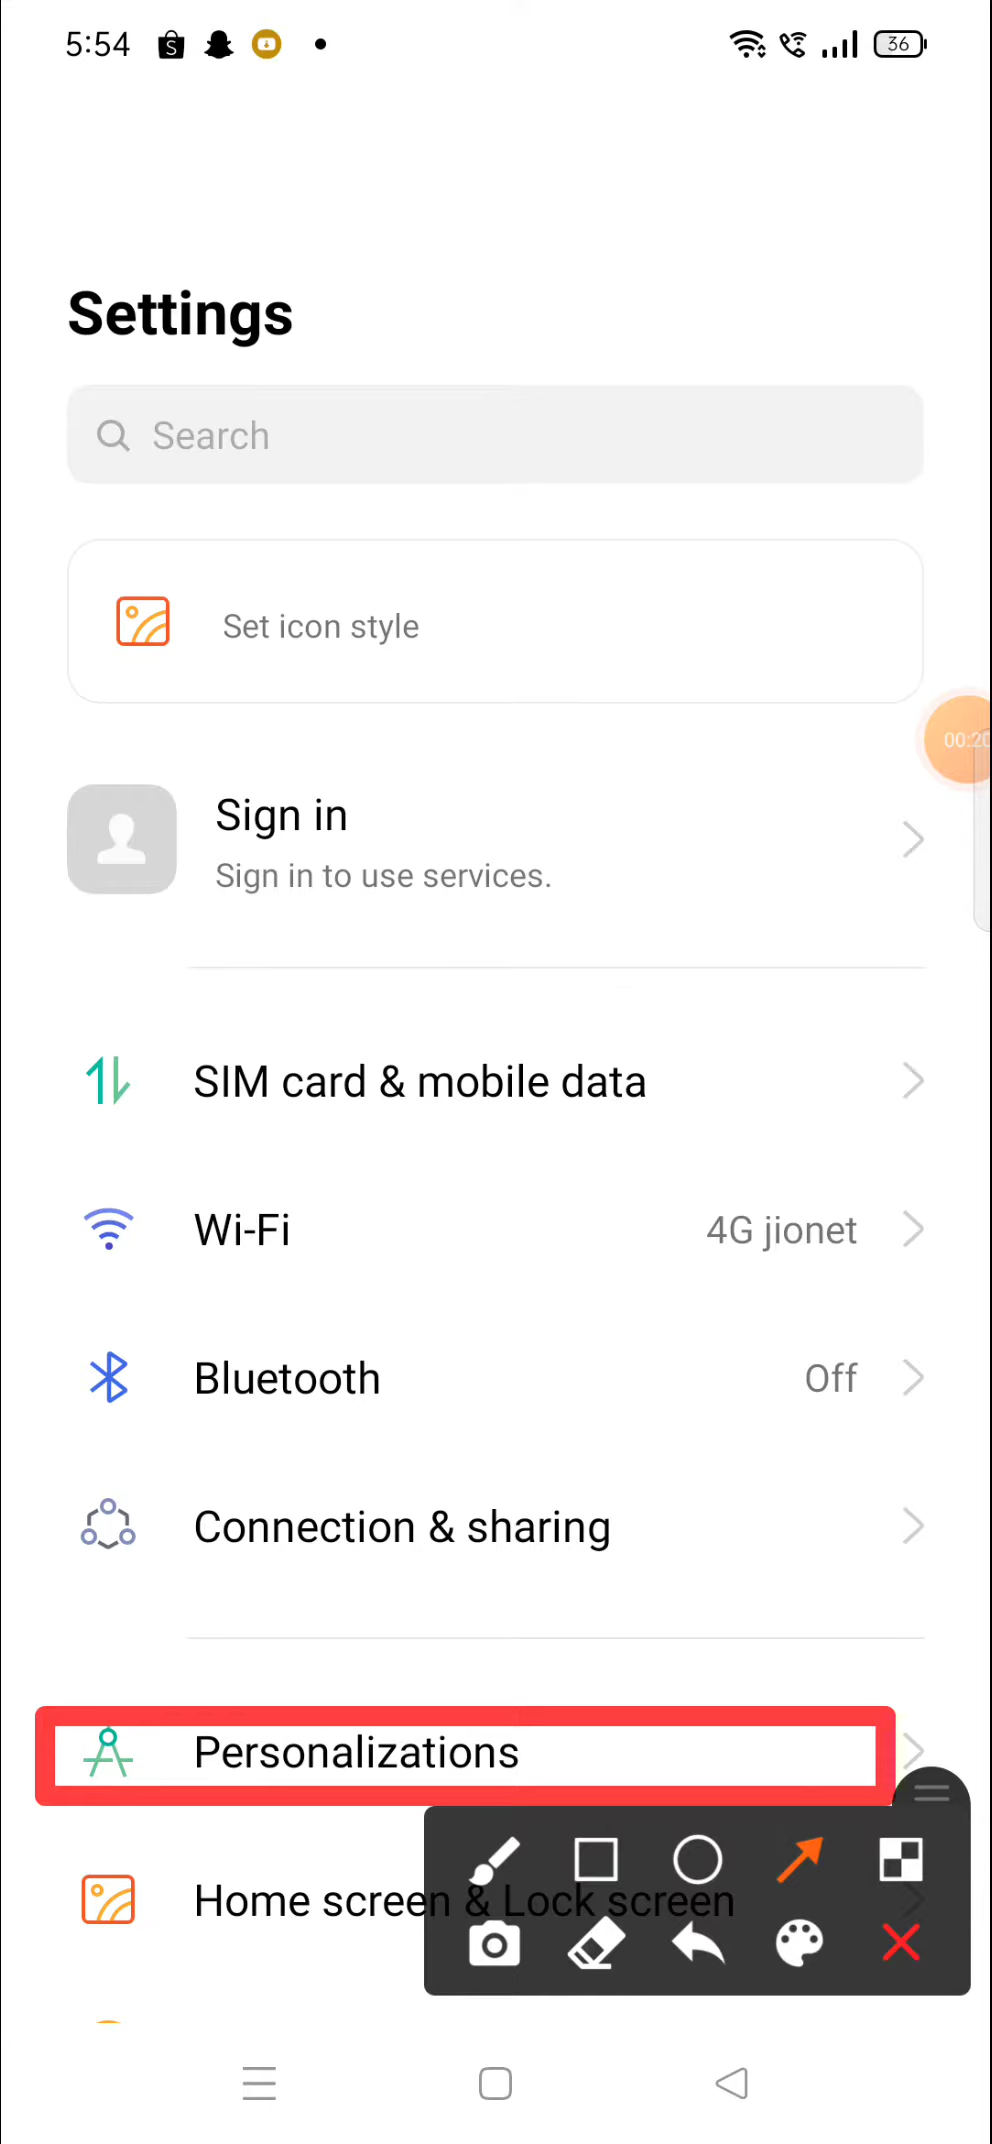 5:54
36
Settings
Search
Set icon style
00:20
Sign in
Sign in to use services.
SIM card & mobile data
Wi-Fi 4G jionet
Bluetooth Off
Connection & sharing
Personalizations
Home screen & Lock screen